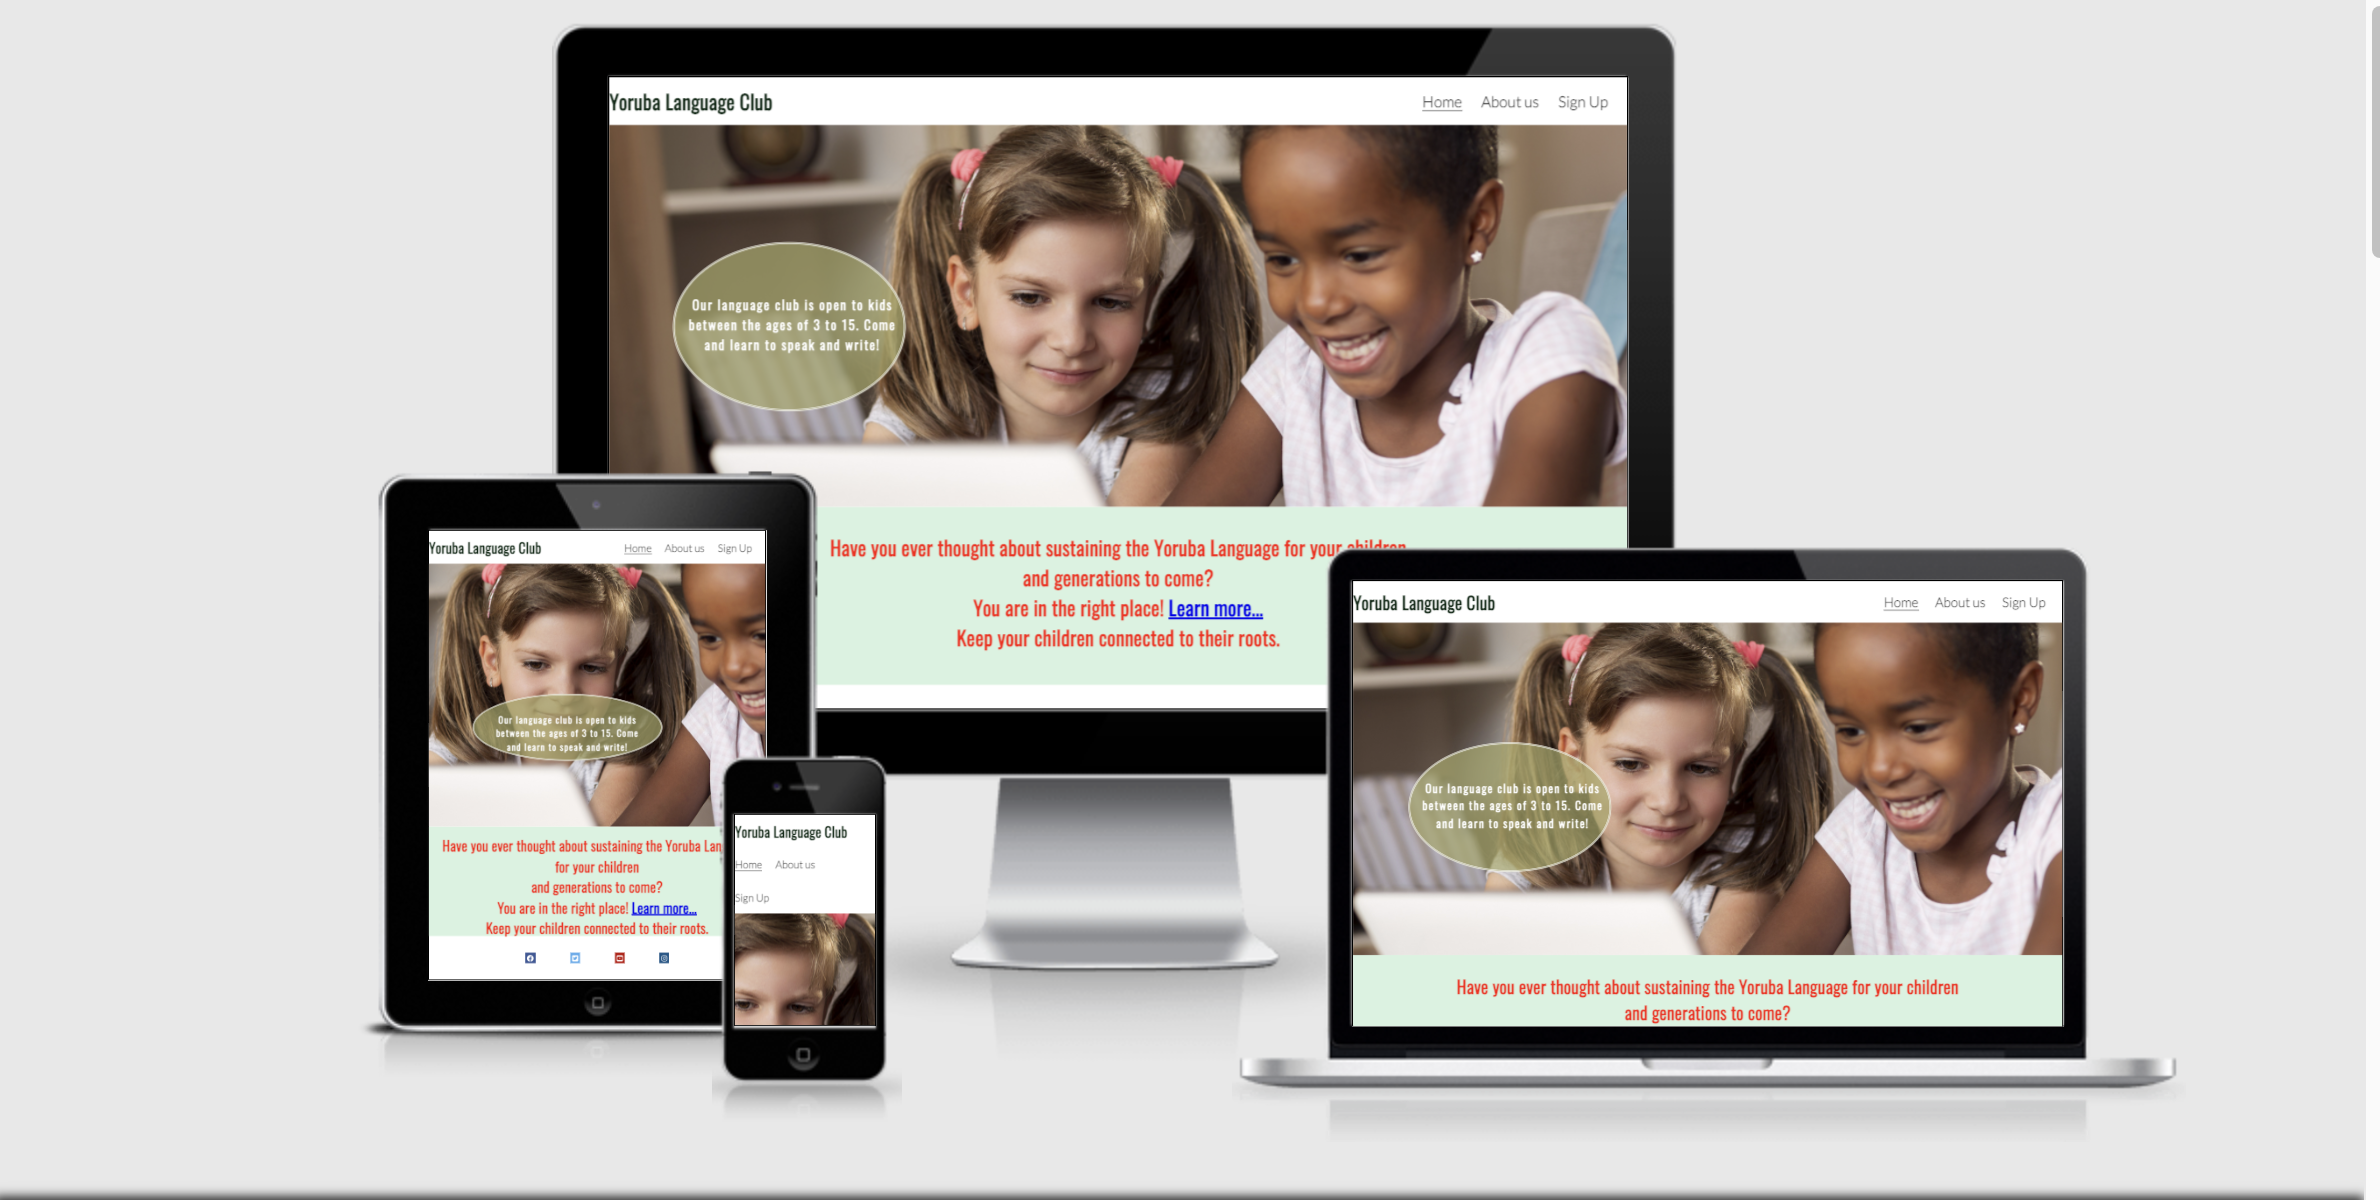 Yoruba Language Club
Home About us Sign Up
Our language club is open to kids
between the ages of 3 to 15. Come
and learn to speak and write!
Have you ever thought about sustaining the Yoruba Language for your children
and generations to come?
You are in the right place! Learn more...
Keep your children connected to their roots.
Yoruba Language Club
Home About us Sign Up
Our language club is open to kids
between the ages of 3 to 15. Come
and learn to speak and write!
Have you ever thought about sustaining the Yoruba Lan
for your children
and generations to come?
You are in the right place! Learn more...
Keep your children connected to their roots.
Yoruba Language Club
Home About us
Sign Up
Yoruba Language Club
Home About us Sign Up
Our language club is open to kids
between the ages of 3 to 15. Come
and learn to speak and write!
Have you ever thought about sustaining the Yoruba Language for your children
and generations to come?